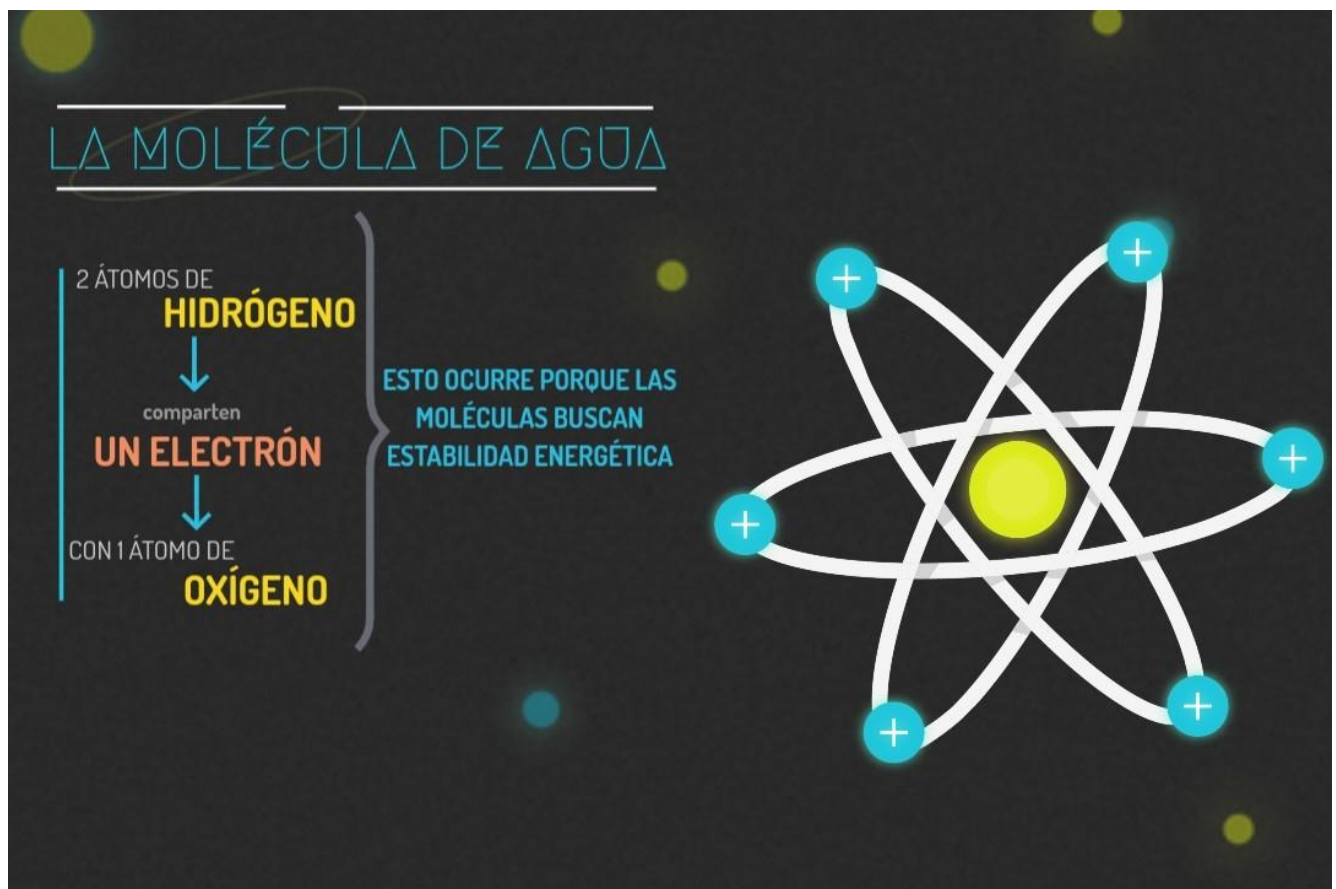 LA MOLÉCULA DE AGUA
2 ÁTOMOS DE
HIDRÓGENO
comparten
UN ELECTRÓN
CON 1 ÁTOMO DE
OXÍGENO
ESTO OCURRE PORQUE LAS
MOLÉCULAS BUSCAN
ESTABILIDAD ENERGÉTICA
+
+
+
+
+
+